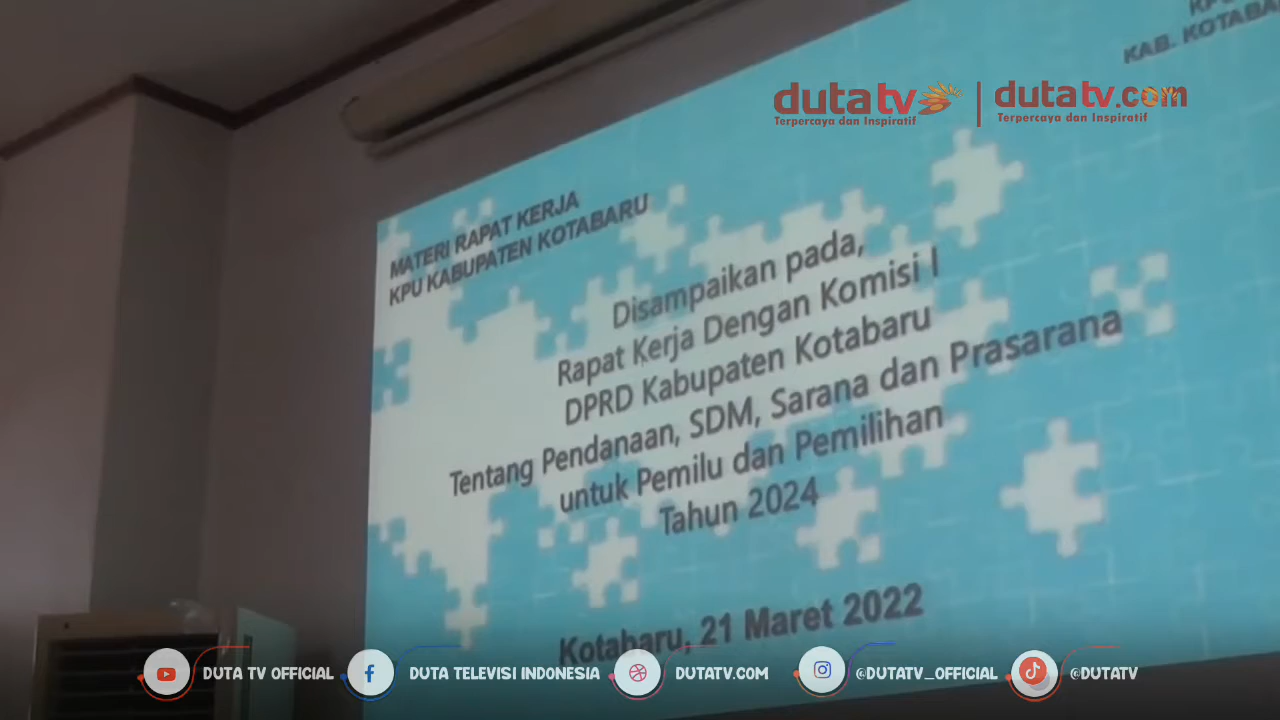 KAB. KOTABARU
dutatv
Terpercaya dan Inspiratif
dutatv.com
Terpercaya dan Inspiratif
MATERI RAPAT KERJA
KPU KABUPATEN KOTABARU
Disampaikan pada,
Rapat Kerja Dengan Komisi I
DPRD Kabupaten Kotabaru
Tentang Pendanaan, SDM, Sarana dan Prasarana
untuk Pemilu dan Pemilihan
Tahun 2024
Kotabaru, 21 Maret 2022
DUTA TV OFFICIAL
DUTA TELEVISI INDONESIA
DUTATV.COM
@DUTATV_OFFICIAL
@DUTATV